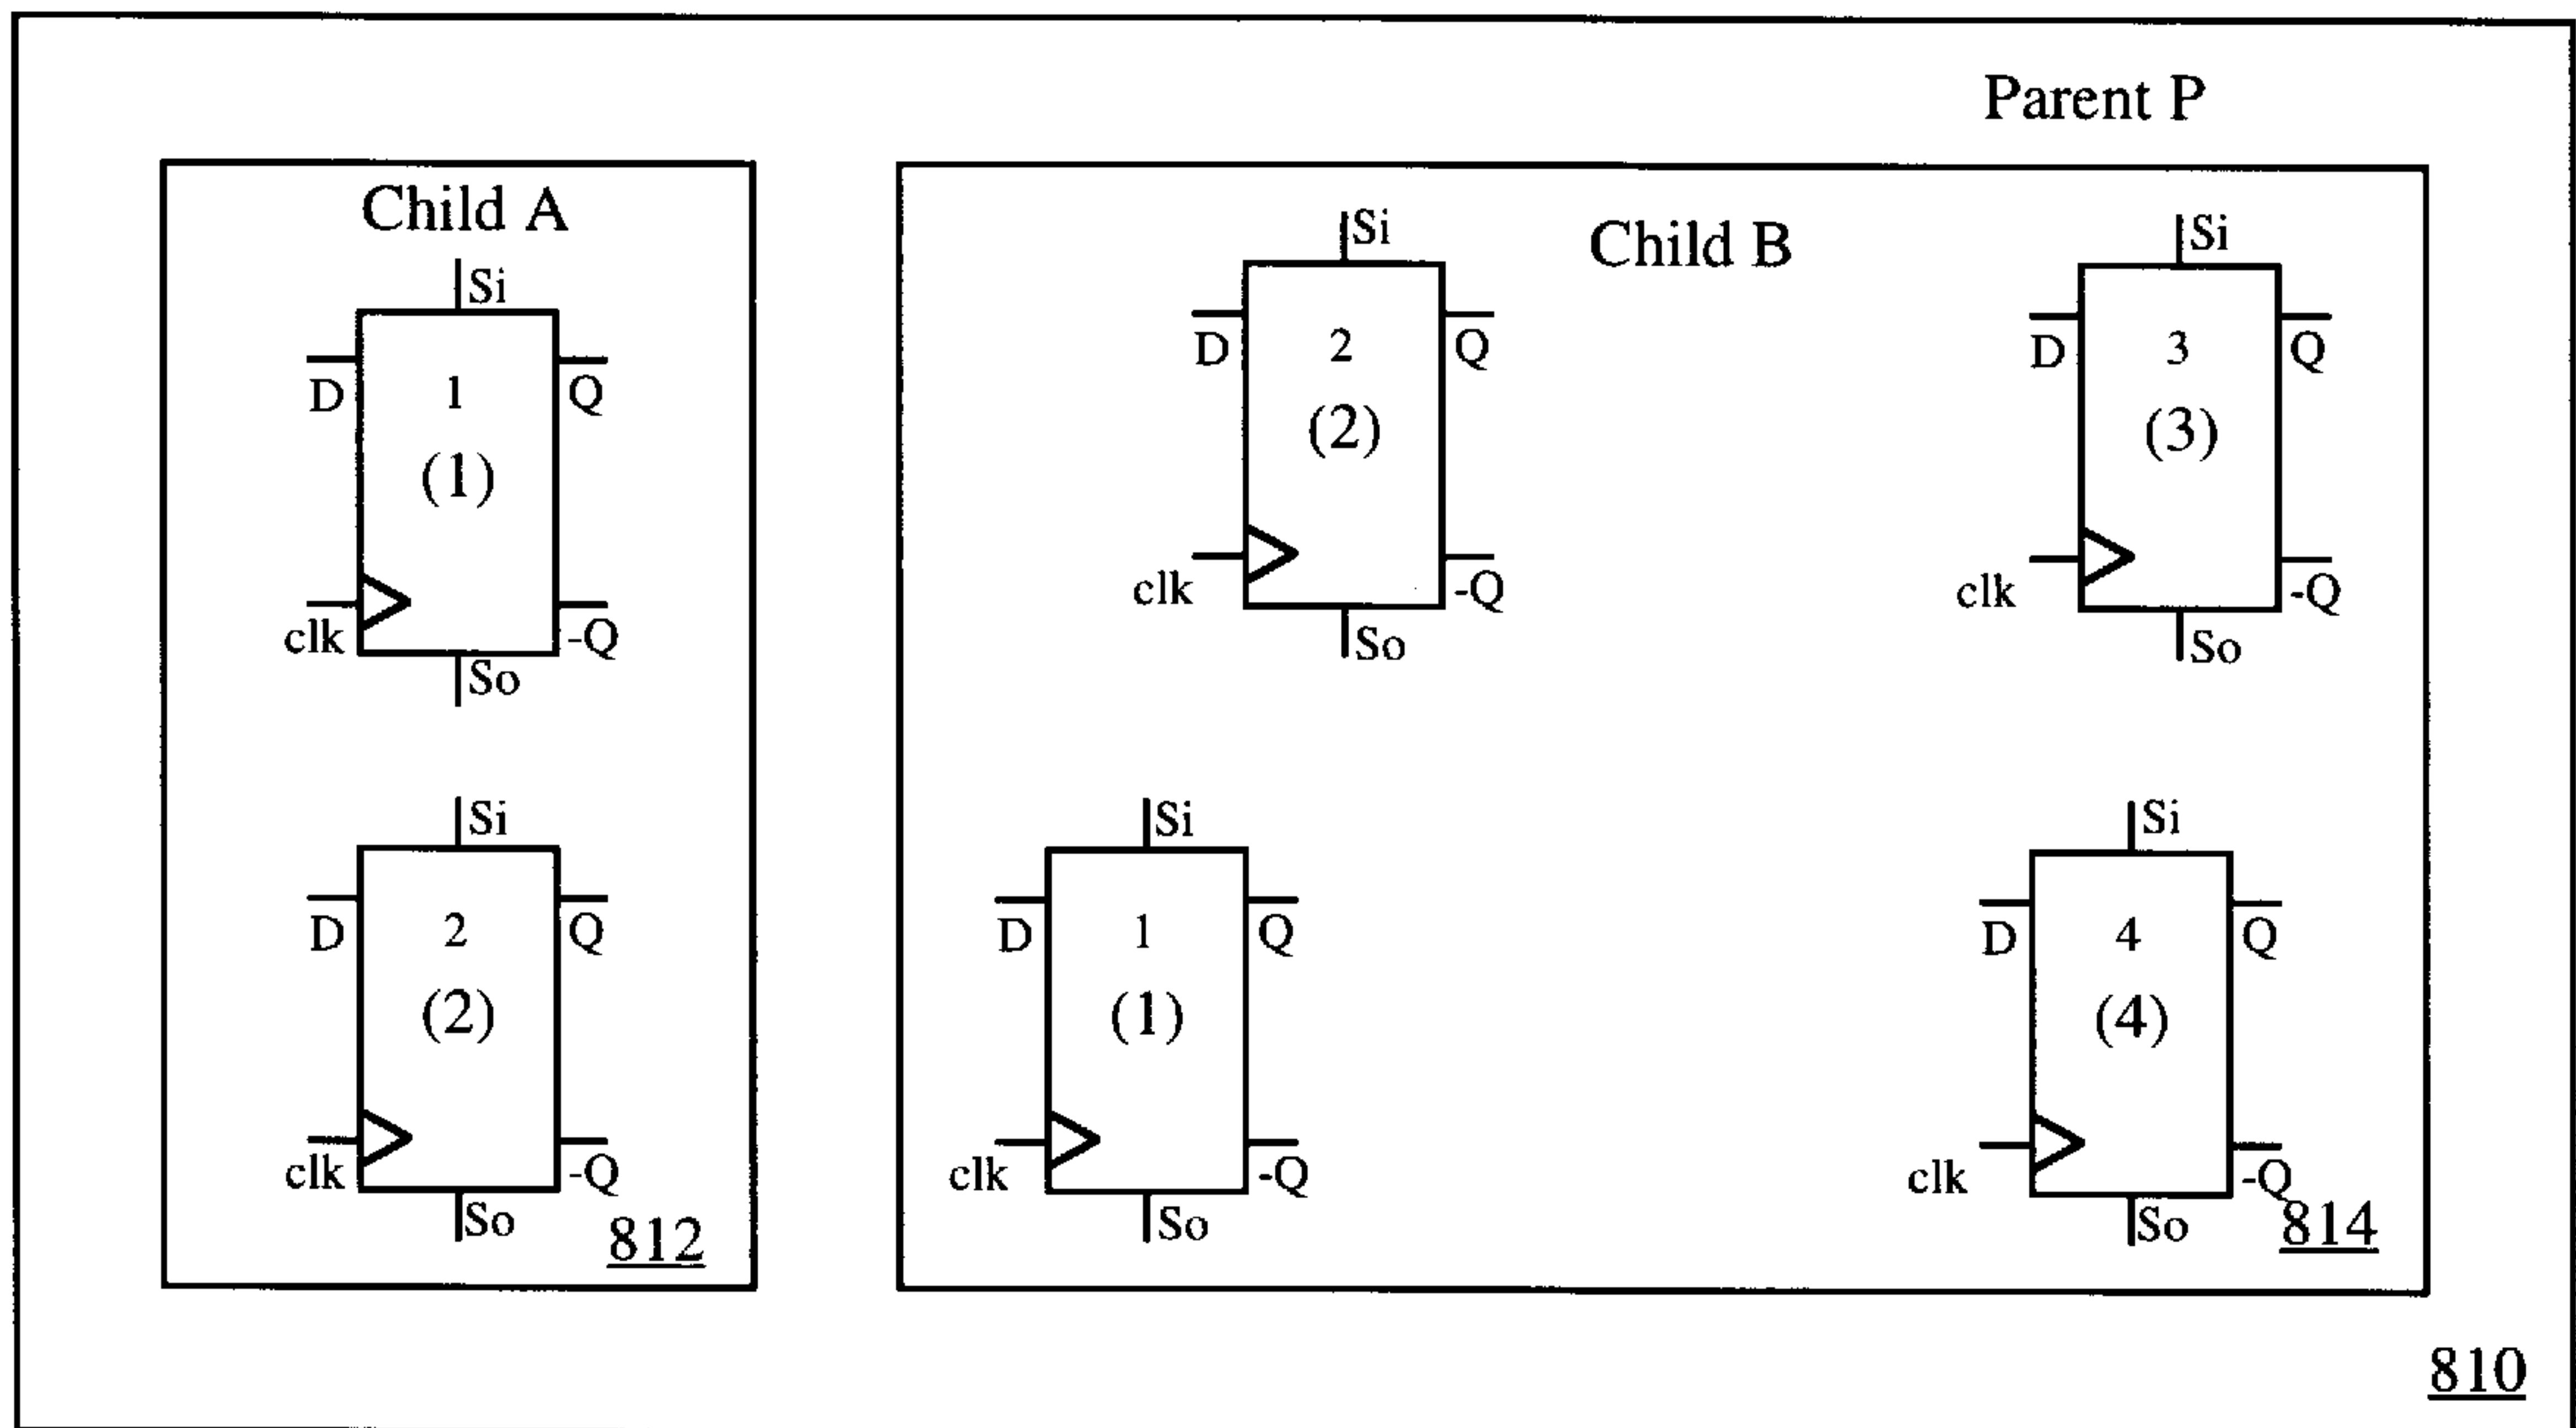 Parent P
Child A
Si
D
1
Q
(1)
clk
-Q
So
Si
D
2
Q
(2)
clk
-Q
So
812
Child B
Si
D
2
Q
(2)
clk
-Q
So
Si
D
3
Q
(3)
clk
-Q
So
Si
D
1
Q
(1)
clk
-Q
So
Si
D
4
Q
(4)
clk
-Q
So
814
810